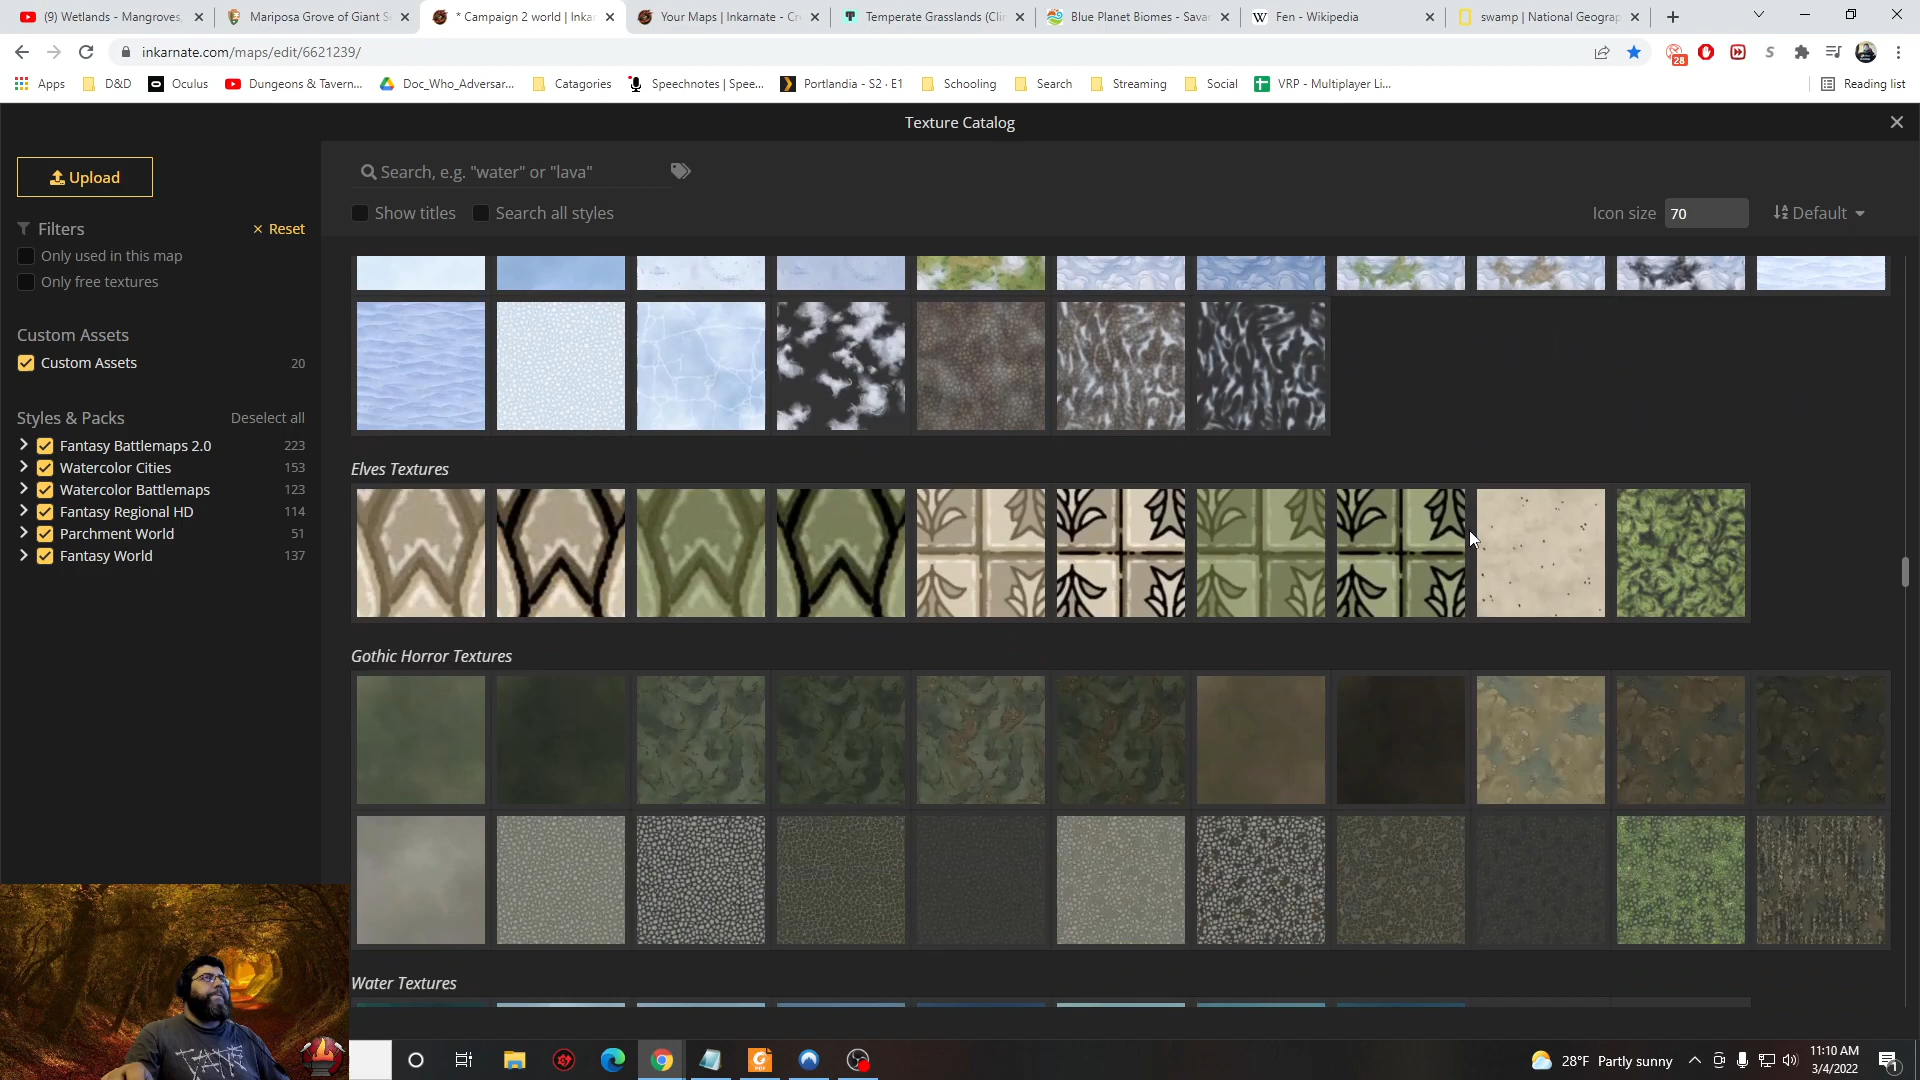 (9) Wetlands - Mangroves,
Mariposa Grove of Giant S
* Campaign 2 world | Inkar
Your Maps | Inkarnate - Cr
Temperate Grasslands (Cli
Blue Planet Biomes - Sava
Fen - Wikipedia
swamp | National Geograp
inkarnate.com/maps/edit/6621239/
28
Apps
D&D
Oculus
Dungeons & Tavern...
Doc_Who_Adversar...
Catagories
Speechnotes | Spee...
Portlandia - S2 · E1
Schooling
Search
Streaming
Social
VRP - Multiplayer Li...
Reading list
Texture Catalog
Upload
Search, e.g. "water" or "lava"
Show titles
Search all styles
Icon size
70
Default
Filters
Reset
Only used in this map
Only free textures
Custom Assets
Custom Assets 20
Styles & Packs
Deselect all
Fantasy Battlemaps 2.0 223
Watercolor Cities 153
Watercolor Battlemaps 123
Fantasy Regional HD 114
Parchment World 51
Fantasy World 137
Elves Textures
Gothic Horror Textures
Water Textures
28°F Partly sunny
11:10 AM
3/4/2022
1